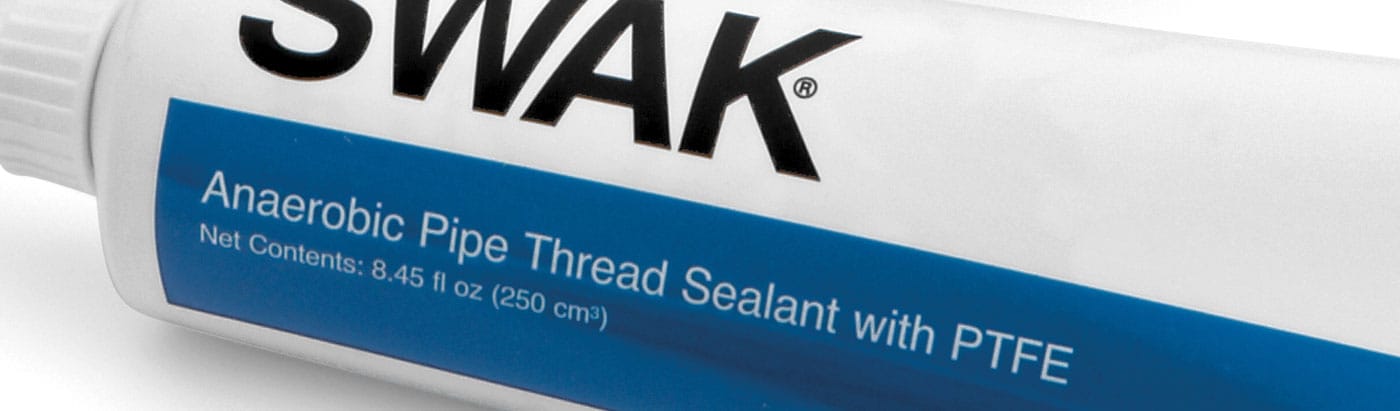 SWAK®
Anaerobic Pipe Thread Sealant with PTFE
Net Contents: 8.45 fl oz (250 cm³)